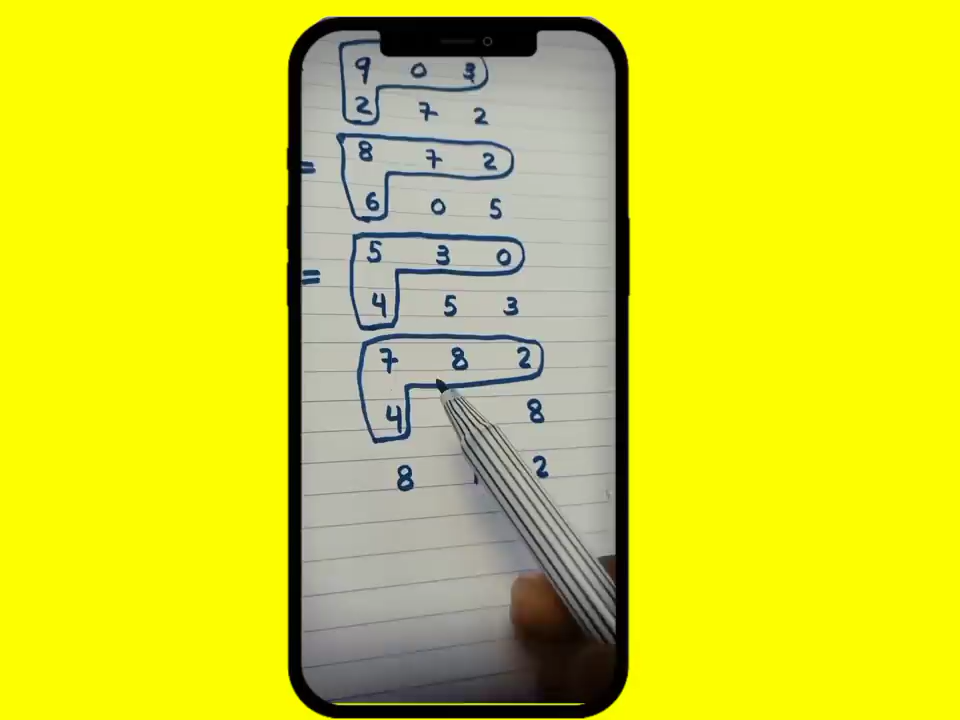 9 0 3
2 7 2
= 8 7 2
6 0 5
= 5 3 0
4 5 3
7 8 2
4 8
8 2